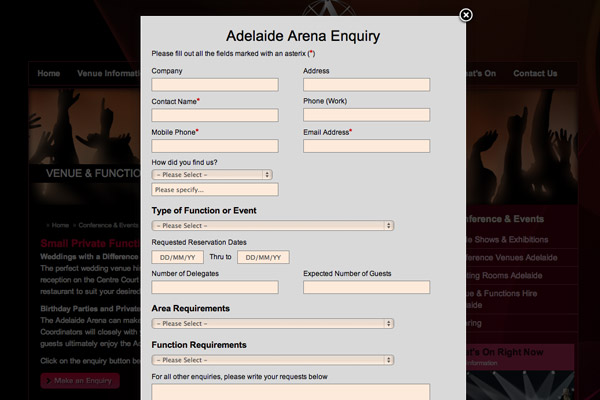 Adelaide Arena Enquiry
Please fill out all the fields marked with an asterix (*)
Home
Venue Informati
at's On
Contact Us
Company
Address
Contact Name*
Phone (Work)
Mobile Phone*
Email Address*
How did you find us?
– Please Select –
Please specify...
VENUE & FUNCTIO
Type of Function or Event
– Please Select –
Home > Conference & Events
Small Private Functi
Weddings with a Difference
The perfect wedding venue hi
reception on the Centre Court
restaurant to suit your desired
Birthday Parties and Private
The Adelaide Arena can make
Coordinators will closely with
guests ultimately enjoy the Ad
Click on the enquiry button be
Make an Enquiry
Requested Reservation Dates
DD/MM/YY Thru to DD/MM/YY
Number of Delegates
Expected Number of Guests
Area Requirements
– Please Select –
Function Requirements
– Please Select –
For all other enquiries, please write your requests below
nference & Events
e Shows & Exhibitions
ference Venues Adelaide
ting Rooms Adelaide
ue & Functions Hire
laide
ring
at's On Right Now
nformation